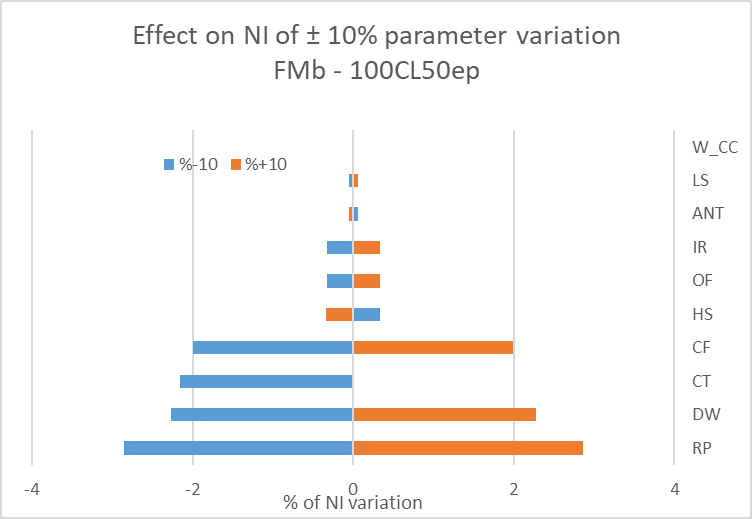 Effect on NI of ± 10% parameter variation
FMb - 100CL50ep
W_CC
%-10 %+10
LS
ANT
IR
OF
HS
CF
CT
DW
RP
-4 -2 0 2 4
% of NI variation